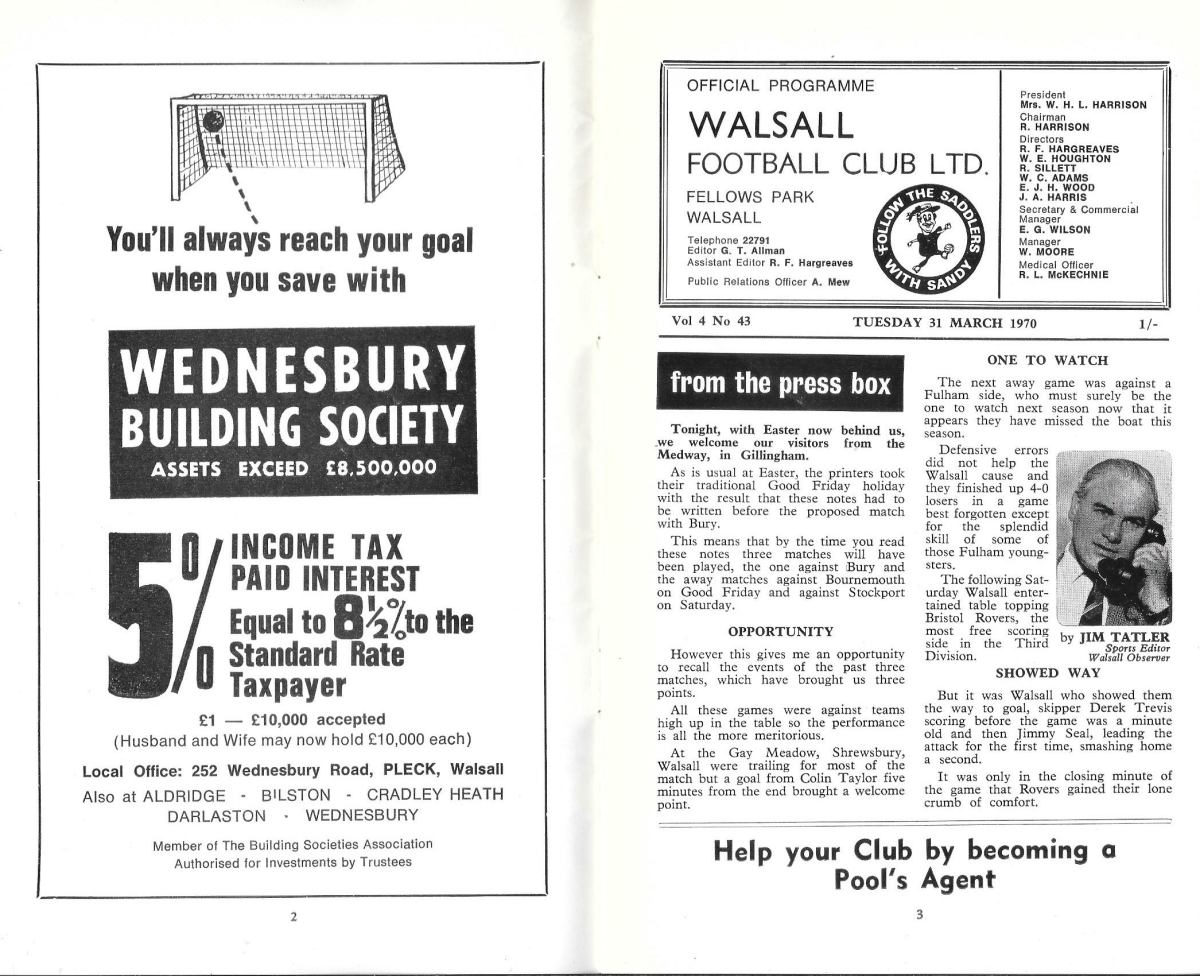 You'll always reach your goal
when you save with
WEDNESBURY
BUILDING SOCIETY
ASSETS EXCEED £8,500,000
5%
INCOME TAX
PAID INTEREST
Equal to 8½% to the
Standard Rate
Taxpayer
£1 — £10,000 accepted
(Husband and Wife may now hold £10,000 each)
Local Office: 252 Wednesbury Road, PLECK, Walsall
Also at ALDRIDGE - BILSTON - CRADLEY HEATH
DARLASTON - WEDNESBURY
Member of The Building Societies Association
Authorised for Investments by Trustees
2
OFFICIAL PROGRAMME
WALSALL
FOOTBALL CLUB LTD.
FELLOWS PARK
WALSALL
Telephone 22791
Editor G. T. Allman
Assistant Editor R. F. Hargreaves
Public Relations Officer A. Mew
FOLLOW THE SADDLERS
WITH SANDY
President
Mrs. W. H. L. HARRISON
Chairman
R. HARRISON
Directors
R. F. HARGREAVES
W. E. HOUGHTON
R. SILLETT
W. C. ADAMS
E. J. H. WOOD
J. A. HARRIS
Secretary & Commercial
Manager
E. G. WILSON
Manager
W. MOORE
Medical Officer
R. L. McKECHNIE
Vol 4 No 43 TUESDAY 31 MARCH 1970 1/-
from the press box
Tonight, with Easter now behind us,
we welcome our visitors from the
Medway, in Gillingham.
As is usual at Easter, the printers took
their traditional Good Friday holiday
with the result that these notes had to
be written before the proposed match
with Bury.
This means that by the time you read
these notes three matches will have
been played, the one against Bury and
the away matches against Bournemouth
on Good Friday and against Stockport
on Saturday.
OPPORTUNITY
However this gives me an opportunity
to recall the events of the past three
matches, which have brought us three
points.
All these games were against teams
high up in the table so the performance
is all the more meritorious.
At the Gay Meadow, Shrewsbury,
Walsall were trailing for most of the
match but a goal from Colin Taylor five
minutes from the end brought a welcome
point.
ONE TO WATCH
The next away game was against a
Fulham side, who must surely be the
one to watch next season now that it
appears they have missed the boat this
season.
Defensive errors
did not help the
Walsall cause and
they finished up 4-0
losers in a game
best forgotten except
for the splendid
skill of some of
those Fulham young-
sters.
The following Sat-
urday Walsall enter-
tained table topping
Bristol Rovers, the
most free scoring
side in the Third
Division.
by JIM TATLER
Sports Editor
Walsall Observer
SHOWED WAY
But it was Walsall who showed them
the way to goal, skipper Derek Trevis
scoring before the game was a minute
old and then Jimmy Seal, leading the
attack for the first time, smashing home
a second.
It was only in the closing minute of
the game that Rovers gained their lone
crumb of comfort.
Help your Club by becoming a
Pool's Agent
3